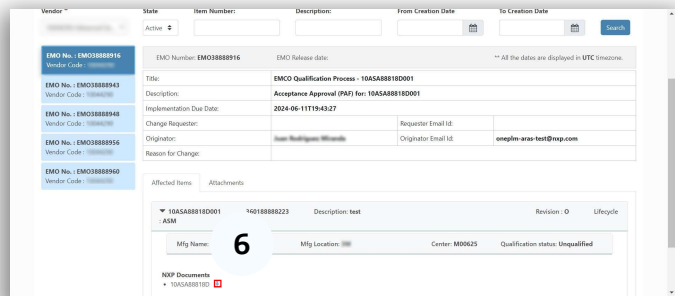 Vendor * State Item Number: Description: From Creation Date To Creation Date
Active Search
EMO No. : EMO38888916
Vendor Code :
EMO No. : EMO38888943
Vendor Code :
EMO No. : EMO38888948
Vendor Code :
EMO No. : EMO38888956
Vendor Code :
EMO No. : EMO38888960
Vendor Code :
EMO Number: EMO38888916 EMO Release date: ** All the dates are displayed in UTC timezone.
Title: EMCO Qualification Process - 10ASA88818D001
Description: Acceptance Approval (PAF) for: 10ASA88818D001
Implementation Due Date: 2024-06-11T19:43:27
Change Requester: Requester Email Id:
Originator: Originator Email Id: oneplm-aras-test@nxp.com
Reason for Change:
Affected Items Attachments
10ASA88818D001 360188888223 Description: test Revision : O Lifecycle
: ASM
Mfg Name: Mfg Location: Center: M00625 Qualification status: Unqualified
6
NXP Documents
• 10ASA88818D